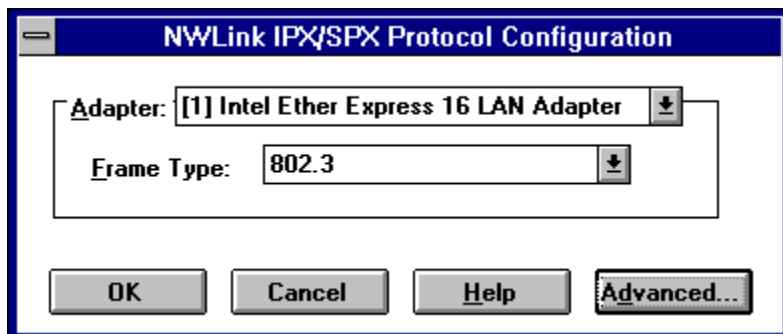 NWLink IPX/SPX Protocol Configuration
Adapter: [1] Intel Ether Express 16 LAN Adapter
Frame Type: 802.3
OK Cancel Help Advanced...